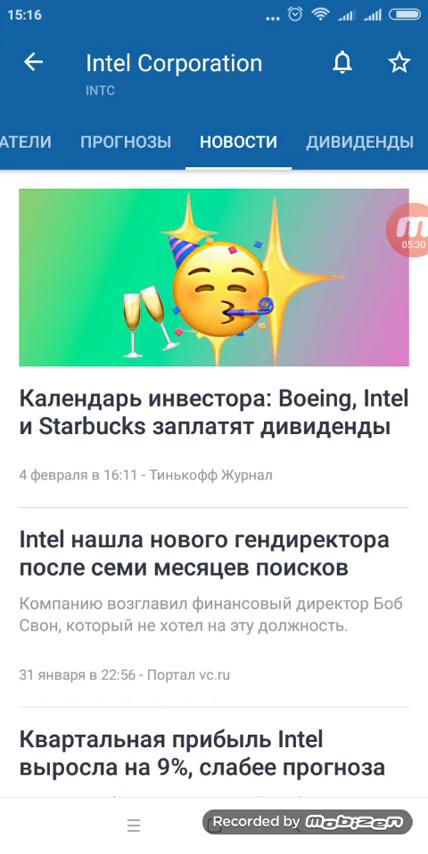 15:16
Intel Corporation
INTC
АТЕЛИ ПРОГНОЗЫ НОВОСТИ ДИВИДЕНДЫ
05:30
Календарь инвестора: Boeing, Intel
и Starbucks заплатят дивиденды
4 февраля в 16:11 - Тинькофф Журнал
Intel нашла нового гендиректора
после семи месяцев поисков
Компанию возглавил финансовый директор Боб
Свон, который не хотел на эту должность.
31 января в 22:56 - Портал vc.ru
Квартальная прибыль Intel
выросла на 9%, слабее прогноза
Recorded by mobizen